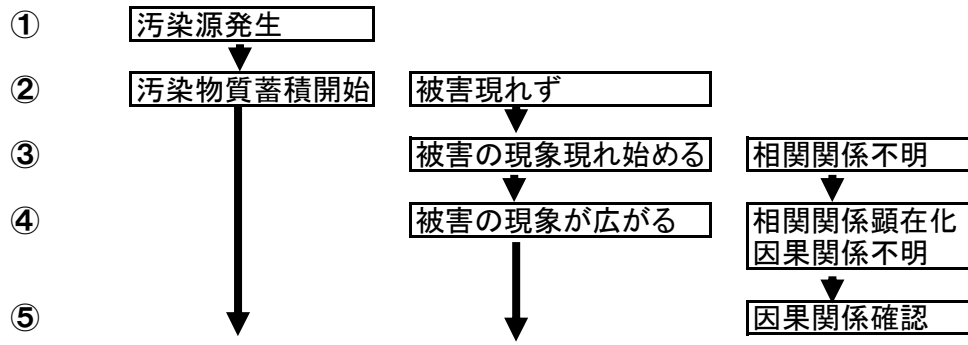 ① 汚染源発生
② 汚染物質蓄積開始 被害現れず
③ 被害の現象現れ始める 相関関係不明
④ 被害の現象が広がる 相関関係顕在化
因果関係不明
⑤ 因果関係確認